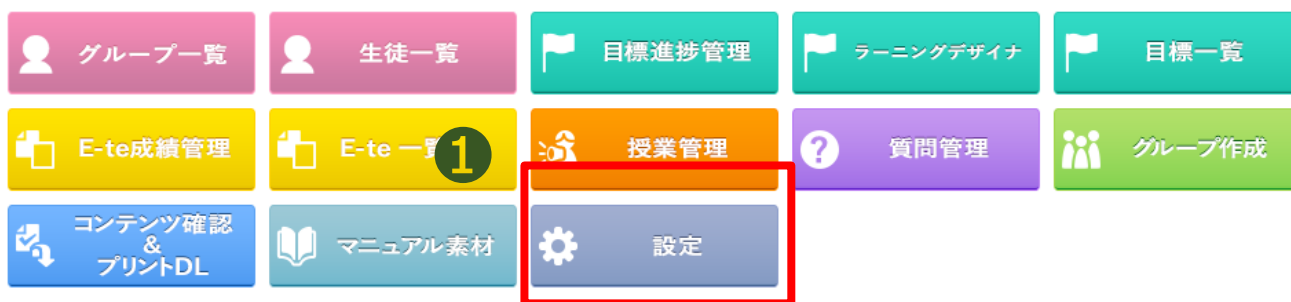 グループ一覧
生徒一覧
目標進捗管理
ラーニングデザイナ
目標一覧
E-te成績管理
E-te 一
❶
授業管理
?
質問管理
グループ作成
コンテンツ確認
&
プリントDL
マニュアル素材
設定